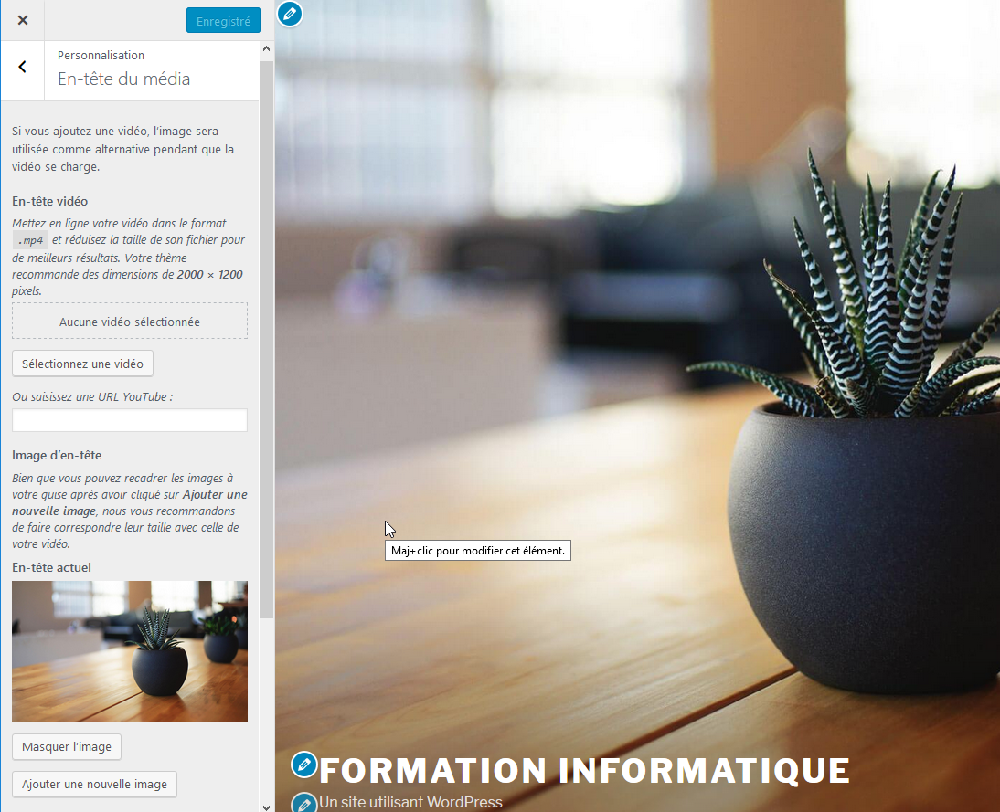 Enregistré
Personnalisation
En-tête du média
Si vous ajoutez une vidéo, l’image sera
utilisée comme alternative pendant que la
vidéo se charge.
En-tête vidéo
Mettez en ligne votre vidéo dans le format
.mp4 et réduisez la taille de son fichier pour
de meilleurs résultats. Votre thème
recommande des dimensions de 2000 × 1200
pixels.
Aucune vidéo sélectionnée
Sélectionnez une vidéo
Ou saisissez une URL YouTube :
Image d’en-tête
Bien que vous pouvez recadrer les images à
votre guise après avoir cliqué sur Ajouter une
nouvelle image, nous vous recommandons
de faire correspondre leur taille avec celle de
votre vidéo.
En-tête actuel
Masquer l’image
Ajouter une nouvelle image
Maj+clic pour modifier cet élément.
FORMATION INFORMATIQUE
Un site utilisant WordPress